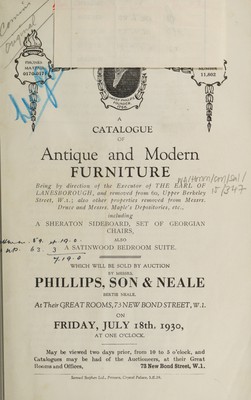 PHONES:
MAYFAIR
A
CATALOGUE
OF
Antique and Modern
FURNITURE
Being by direction of the Executor of THE EARL OF
LANESBOROUGH, and removed from 60, Upper Berkeley
Street, W.1.; also other properties removed from Messrs.
Druce and Messrs. Maple's Depositories, etc.,
including
A SHERATON SIDEBOARD, SET OF GEORGIAN
CHAIRS,
ALSO
A SATINWOOD BEDROOM SUITE.
WHICH WILL BE SOLD BY AUCTION
BY MESSRS.
PHILLIPS, SON & NEALE
BERTIE NEALE.
At Their GREAT ROOMS, 73 NEW BOND STREET, W.1.
ON
FRIDAY, JULY 18th, 1930,
AT ONE O'CLOCK.
May be viewed two days prior, from 10 to 5 o'clock, and
Catalogues may be had of the Auctioneers, at their Great
Rooms and Offices, 73 New Bond Street, W.1.